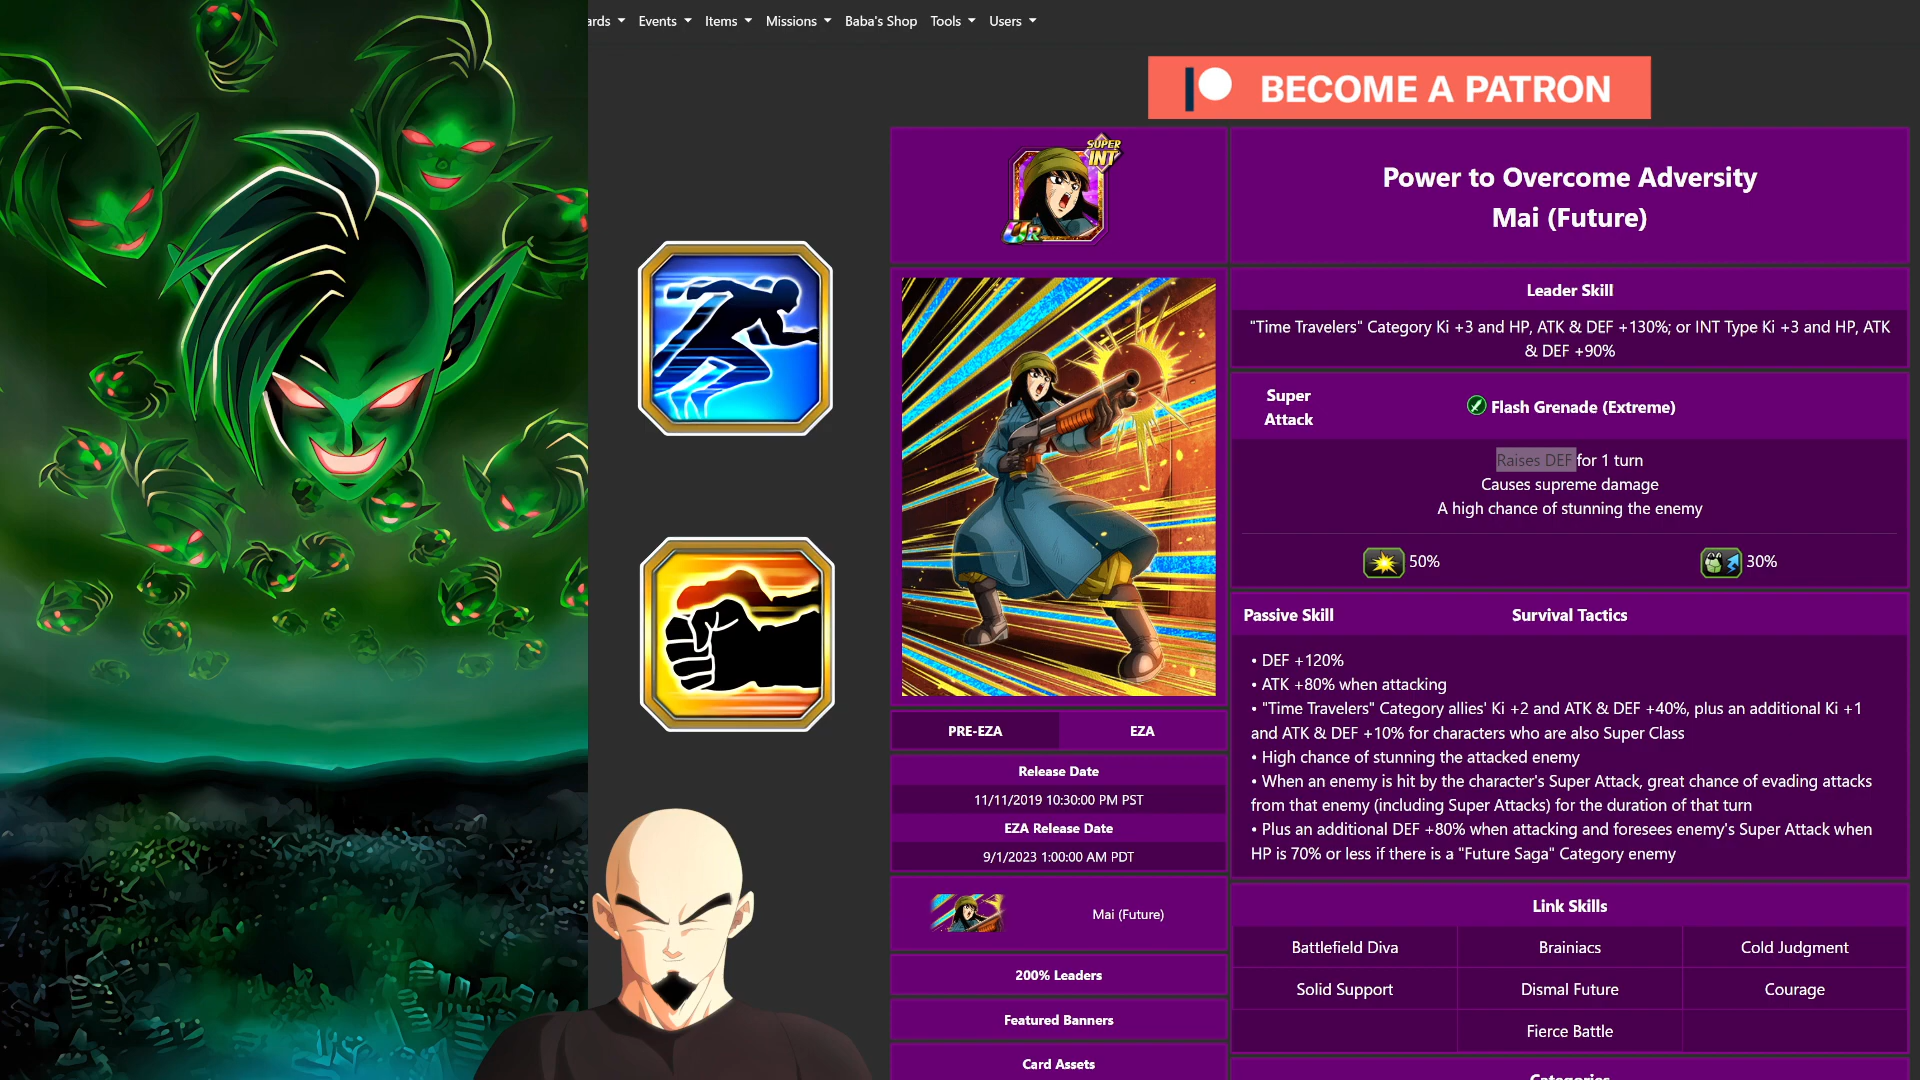 ards
Events
Items
Missions
Baba's Shop
Tools
Users
BECOME A PATRON
SUPER
INT
UR
Power to Overcome Adversity
Mai (Future)
Leader Skill
"Time Travelers" Category Ki +3 and HP, ATK & DEF +130%; or INT Type Ki +3 and HP, ATK
& DEF +90%
Super
Attack
Flash Grenade (Extreme)
Raises DEF for 1 turn
Causes supreme damage
A high chance of stunning the enemy
50%
30%
Passive Skill
Survival Tactics
• DEF +120%
• ATK +80% when attacking
• "Time Travelers" Category allies' Ki +2 and ATK & DEF +40%, plus an additional Ki +1
and ATK & DEF +10% for characters who are also Super Class
• High chance of stunning the attacked enemy
• When an enemy is hit by the character's Super Attack, great chance of evading attacks
from that enemy (including Super Attacks) for the duration of that turn
• Plus an additional DEF +80% when attacking and foresees enemy's Super Attack when
HP is 70% or less if there is a "Future Saga" Category enemy
PRE-EZA
EZA
Release Date
11/11/2019 10:30:00 PM PST
EZA Release Date
9/1/2023 1:00:00 AM PDT
Mai (Future)
200% Leaders
Featured Banners
Card Assets
Link Skills
Battlefield Diva
Brainiacs
Cold Judgment
Solid Support
Dismal Future
Courage
Fierce Battle
Categories